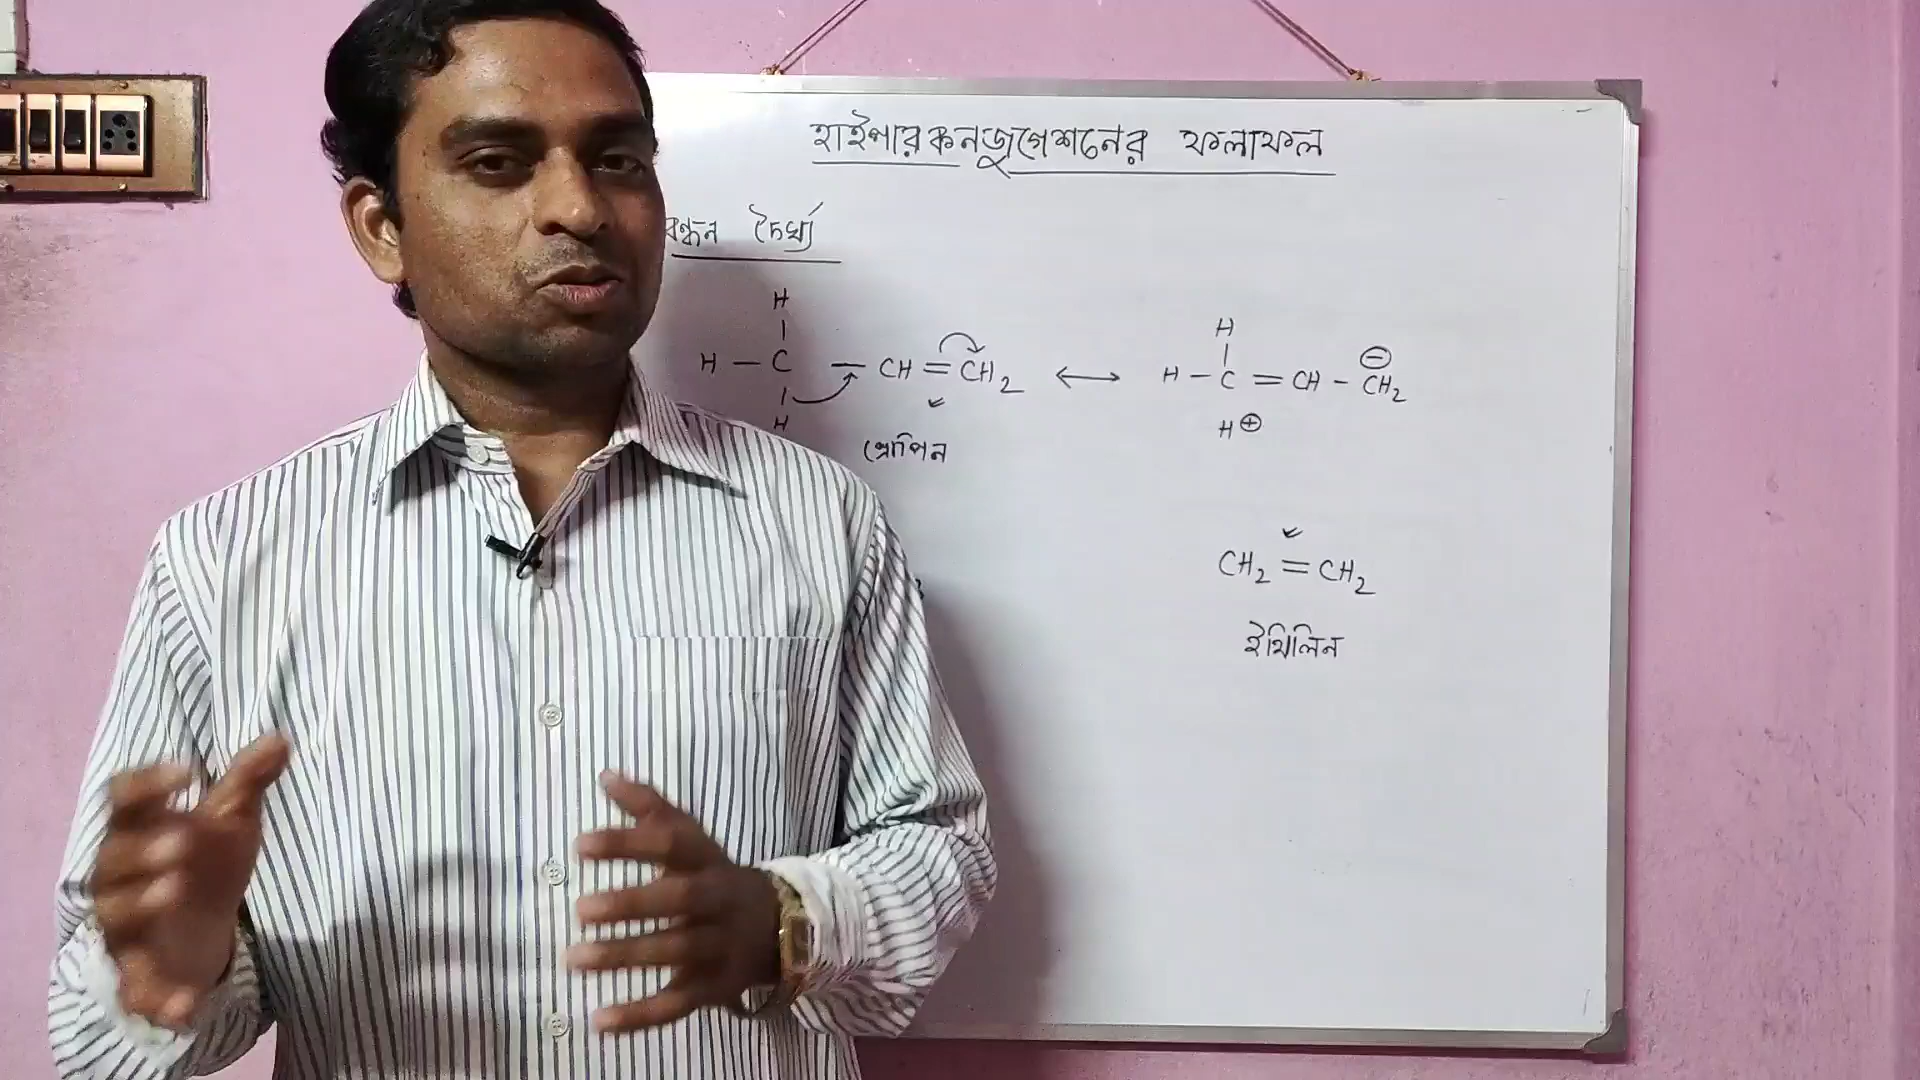 হাইপারকনজুগেশনের ফলাফল
বন্ধন দৈর্ঘ্য
H
H – C – CH = CH2 ⟷ H – C = CH – CH2 ⊖
H
H
H ⊕
প্রোপিন
CH2 = CH2
ইথিলিন